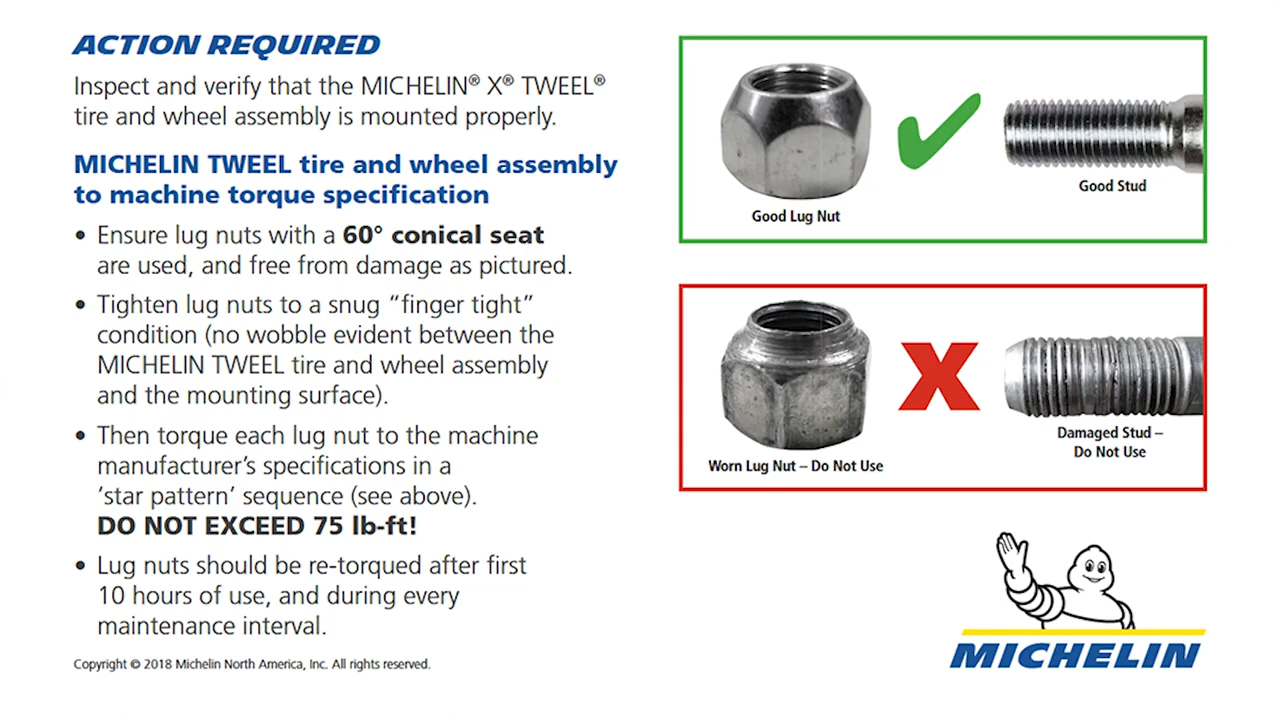 ACTION REQUIRED
Inspect and verify that the MICHELIN® X® TWEEL®
tire and wheel assembly is mounted properly.
MICHELIN TWEEL tire and wheel assembly
to machine torque specification
• Ensure lug nuts with a 60° conical seat
are used, and free from damage as pictured.
• Tighten lug nuts to a snug “finger tight”
condition (no wobble evident between the
MICHELIN TWEEL tire and wheel assembly
and the mounting surface).
• Then torque each lug nut to the machine
manufacturer’s specifications in a
‘star pattern’ sequence (see above).
DO NOT EXCEED 75 lb-ft!
• Lug nuts should be re-torqued after first
10 hours of use, and during every
maintenance interval.
Copyright © 2018 Michelin North America, Inc. All rights reserved.
Good Lug Nut
Good Stud
Worn Lug Nut – Do Not Use
Damaged Stud –
Do Not Use
MICHELIN